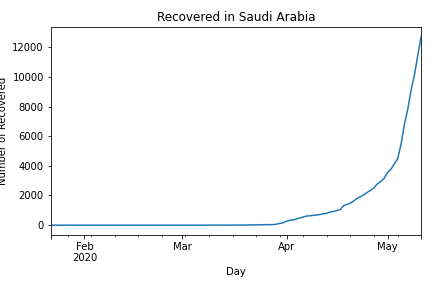 Recovered in Saudi Arabia
Number of Recovered
12000
10000
8000
6000
4000
2000
0
Feb
2020
Mar
Apr
May
Day